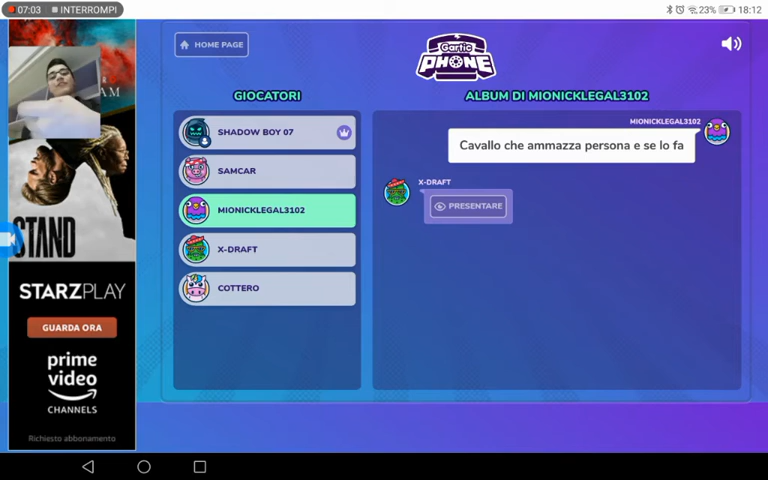 07:03 INTERROMPI
23% 18:12
HOME PAGE
Gartic
PHONE
GIOCATORI
ALBUM DI MIONICKLEGAL3102
SHADOW BOY 07
SAMCAR
MIONICKLEGAL3102
X-DRAFT
COTTERO
MIONICKLEGAL3102
Cavallo che ammazza persona e se lo fa
X-DRAFT
PRESENTARE
AM
STAND
STARZPLAY
GUARDA ORA
prime
video
CHANNELS
Richiesto abbonamento